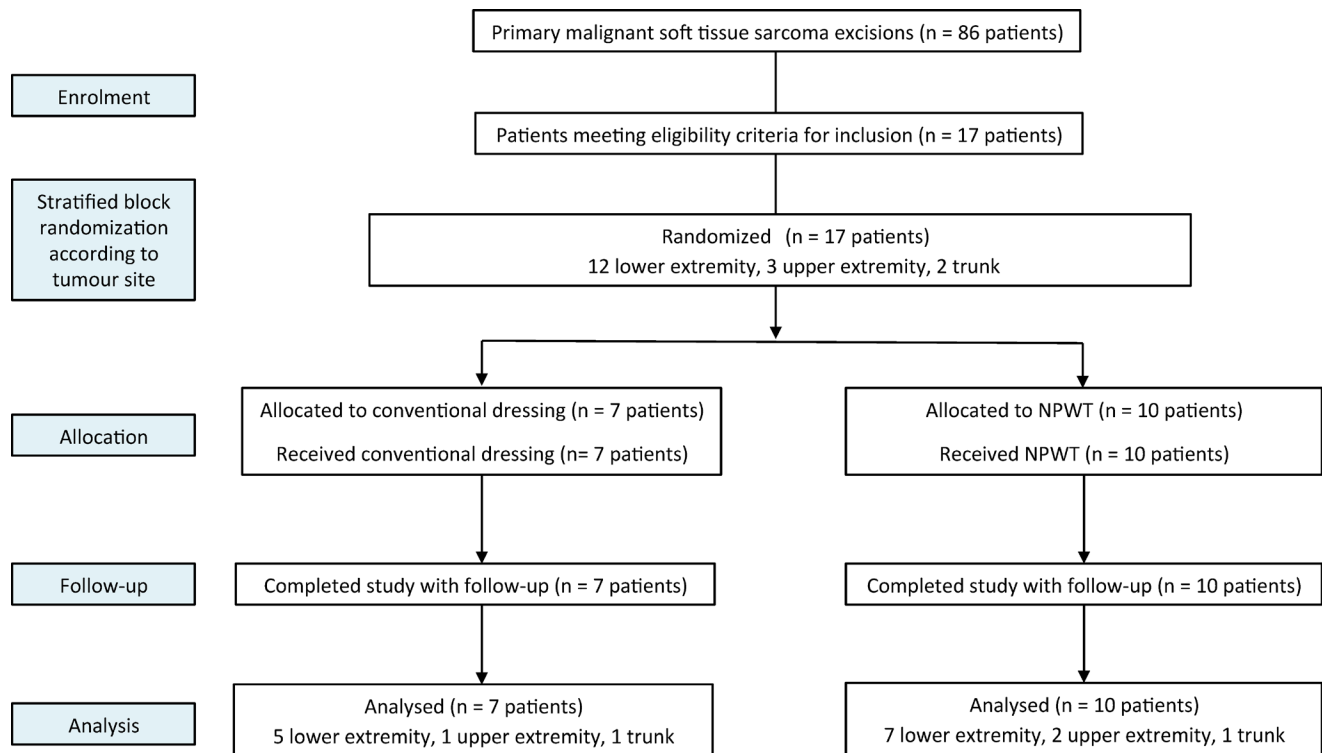 Primary malignant soft tissue sarcoma excisions (n = 86 patients)
Enrolment
Patients meeting eligibility criteria for inclusion (n = 17 patients)
Stratified block
randomization
according to
tumour site
Randomized (n = 17 patients)
12 lower extremity, 3 upper extremity, 2 trunk
Allocation
Allocated to conventional dressing (n = 7 patients)
Received conventional dressing (n= 7 patients)
Allocated to NPWT (n = 10 patients)
Received NPWT (n = 10 patients)
Follow-up
Completed study with follow-up (n = 7 patients)
Completed study with follow-up (n = 10 patients)
Analysis
Analysed (n = 7 patients)
5 lower extremity, 1 upper extremity, 1 trunk
Analysed (n = 10 patients)
7 lower extremity, 2 upper extremity, 1 trunk